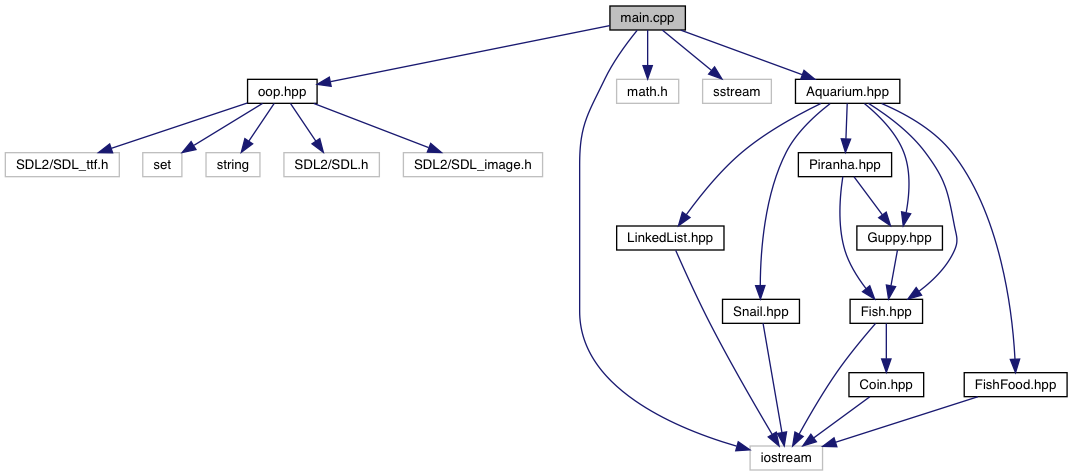 main.cpp
oop.hpp
math.h
sstream
Aquarium.hpp
SDL2/SDL_ttf.h
set
string
SDL2/SDL.h
SDL2/SDL_image.h
Piranha.hpp
LinkedList.hpp
Guppy.hpp
Snail.hpp
Fish.hpp
Coin.hpp
FishFood.hpp
iostream